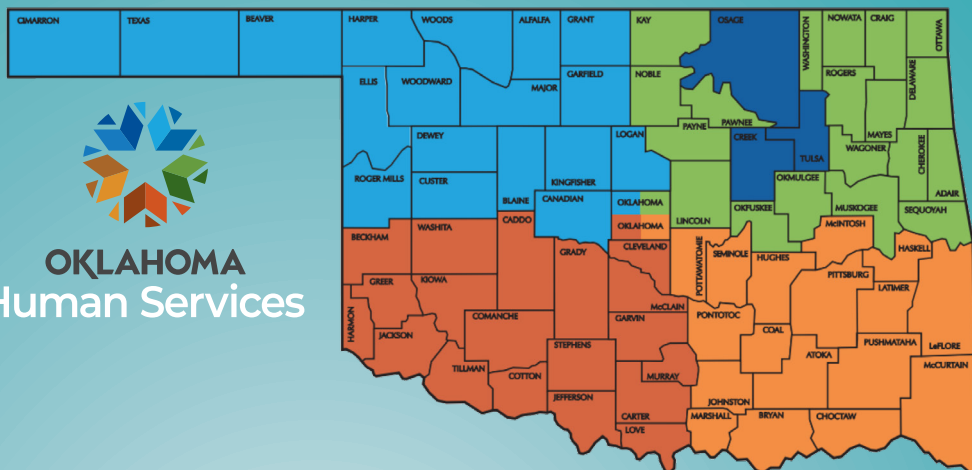 CIMARRON
TEXAS
BEAVER
HARPER
WOODS
ALFALFA
GRANT
KAY
OSAGE
WASHINGTON
NOWATA
CRAIG
OTTAWA
ELLIS
WOODWARD
MAJOR
GARFIELD
NOBLE
ROGERS
DELAWARE
PAWNEE
PAYNE
MAYES
DEWEY
LOGAN
CREEK
TULSA
WAGONER
CHEROKEE
ADAIR
ROGER MILLS
CUSTER
BLAINE
KINGFISHER
CANADIAN
OKLAHOMA
OKLAHOMA
LINCOLN
OKFUSKEE
OKMULGEE
MUSKOGEE
SEQUOYAH
BECKHAM
WASHITA
CADDO
GRADY
CLEVELAND
POTTAWATOMIE
SEMINOLE
HUGHES
McINTOSH
HASKELL
GREER
KIOWA
McCLAIN
PITTSBURG
LATIMER
HARMON
JACKSON
COMANCHE
GARVIN
PONTOTOC
COAL
PUSHMATAHA
LeFLORE
TILLMAN
COTTON
STEPHENS
MURRAY
ATOKA
McCURTAIN
JEFFERSON
CARTER
LOVE
JOHNSTON
MARSHALL
BRYAN
CHOCTAW
OKLAHOMA
Human Services